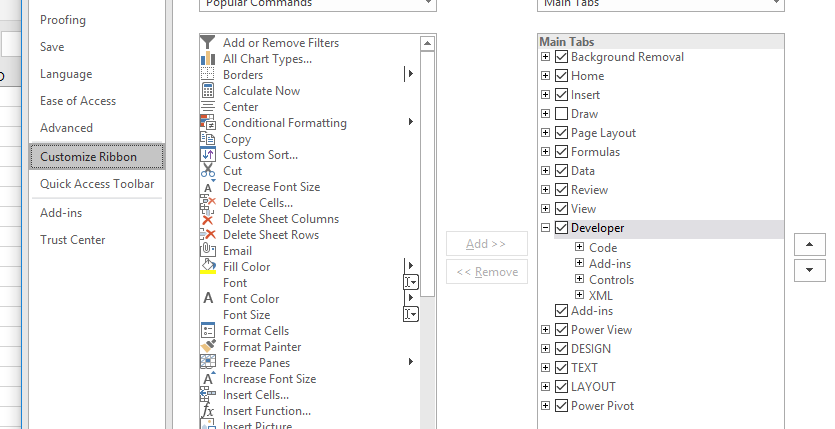 Popular Commands
Main Tabs
Proofing
Save
Language
Ease of Access
Advanced
Customize Ribbon
Quick Access Toolbar
Add-ins
Trust Center
Add or Remove Filters
All Chart Types...
Borders
Calculate Now
Center
Conditional Formatting
Copy
Custom Sort...
Cut
Decrease Font Size
Delete Cells...
Delete Sheet Columns
Delete Sheet Rows
Email
Fill Color
Font
Font Color
Font Size
Format Cells
Format Painter
Freeze Panes
Increase Font Size
Insert Cells...
Insert Function...
Insert Picture
Add >>
<< Remove
Main Tabs
Background Removal
Home
Insert
Draw
Page Layout
Formulas
Data
Review
View
Developer
Code
Add-ins
Controls
XML
Add-ins
Power View
DESIGN
TEXT
LAYOUT
Power Pivot